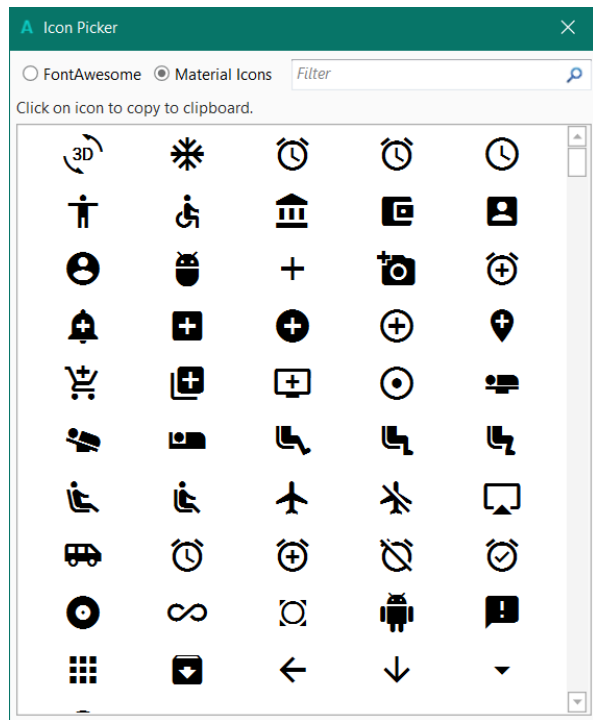 A Icon Picker
FontAwesome Material Icons Filter
Click on icon to copy to clipboard.
3D